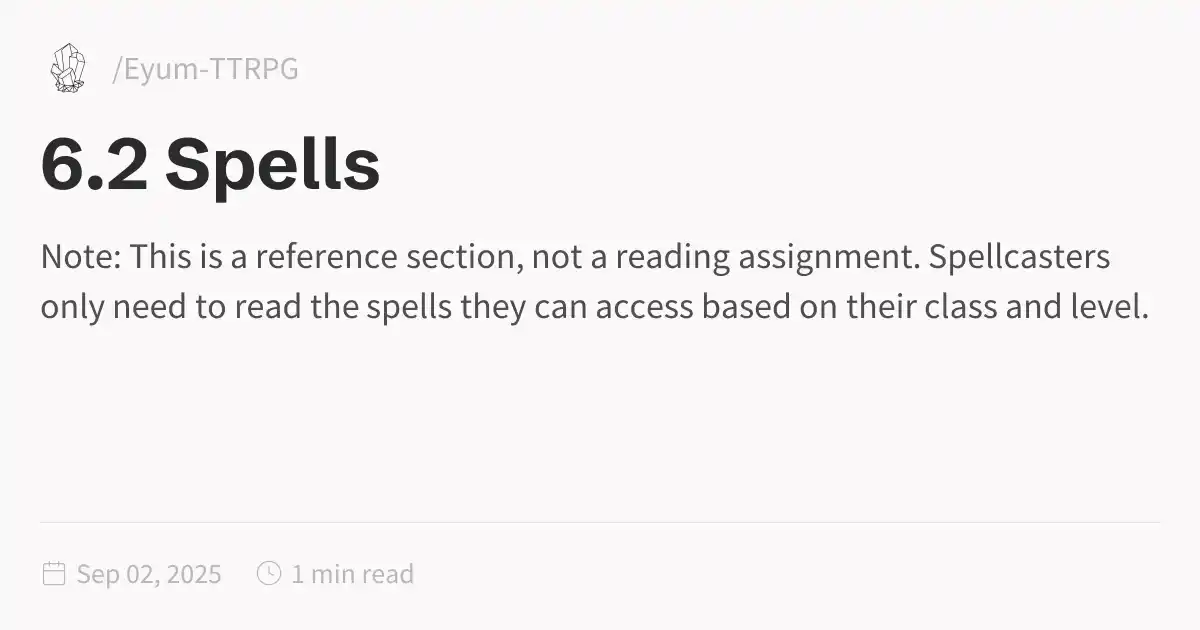 /Eyum-TTRPG
6.2 Spells
Note: This is a reference section, not a reading assignment. Spellcasters
only need to read the spells they can access based on their class and level.
Sep 02, 2025 1 min read